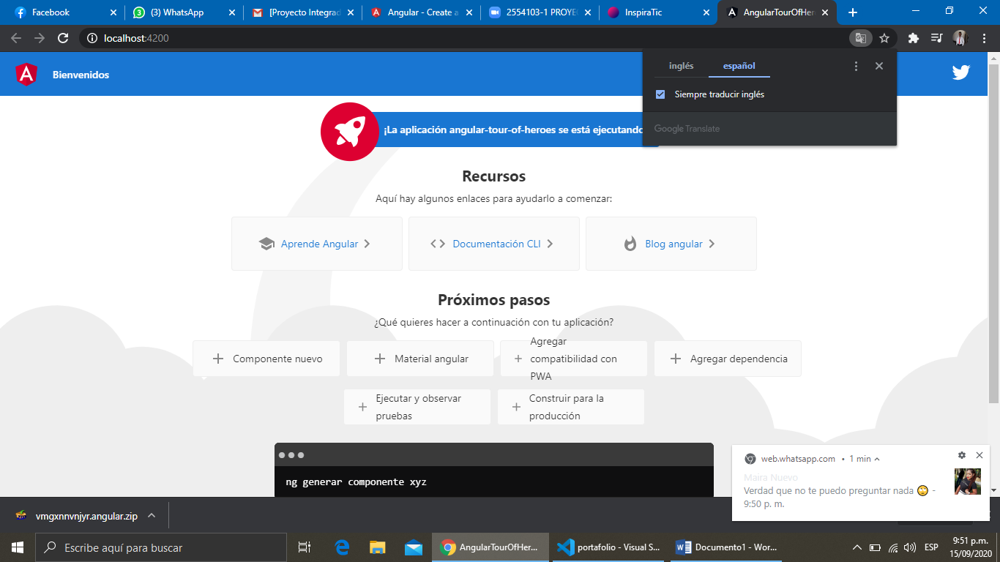 Facebook
(3) WhatsApp
[Proyecto Integrad
Angular - Create a
2554103-1 PROYE
InspiraTic
AngularTourOfHer
localhost:4200
inglés
español
Siempre traducir inglés
Google Translate
Bienvenidos
¡La aplicación angular-tour-of-heroes se está ejecutando
Recursos
Aquí hay algunos enlaces para ayudarlo a comenzar:
Aprende Angular
Documentación CLI
Blog angular
Próximos pasos
¿Qué quieres hacer a continuación con tu aplicación?
Componente nuevo
Material angular
Agregar
compatibilidad con
PWA
Agregar dependencia
Ejecutar y observar
pruebas
Construir para la
producción
ng generar componente xyz
web.whatsapp.com • 1 min
Maira Nuevo
Verdad que no te puedo preguntar nada 🙄 -
9:50 p. m.
vmgxnnvnjyr.angular.zip
Escribe aquí para buscar
AngularTourOfHer...
portafolio - Visual S...
Documento1 - Wor...
ESP
9:51 p.m.
15/09/2020